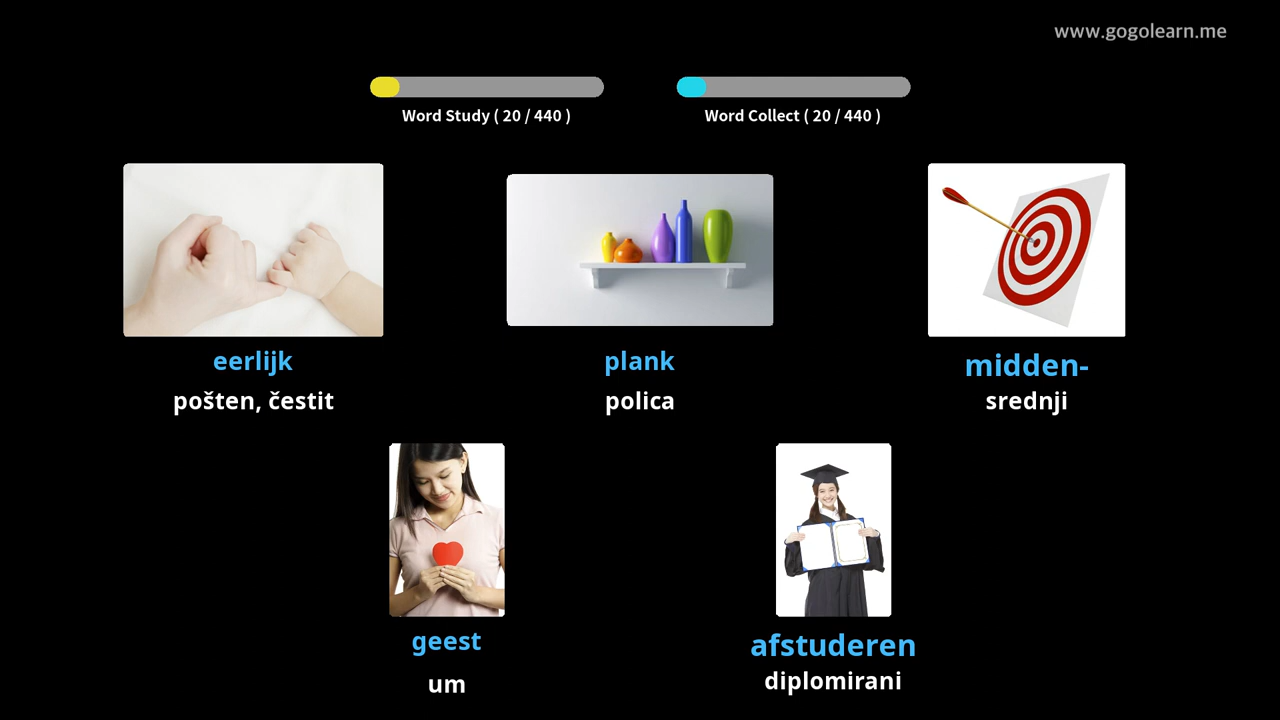 www.gogolearn.me
Word Study ( 20 / 440 )
Word Collect ( 20 / 440 )
eerlijk
pošten, čestit
plank
polica
midden-
srednji
geest
um
afstuderen
diplomirani